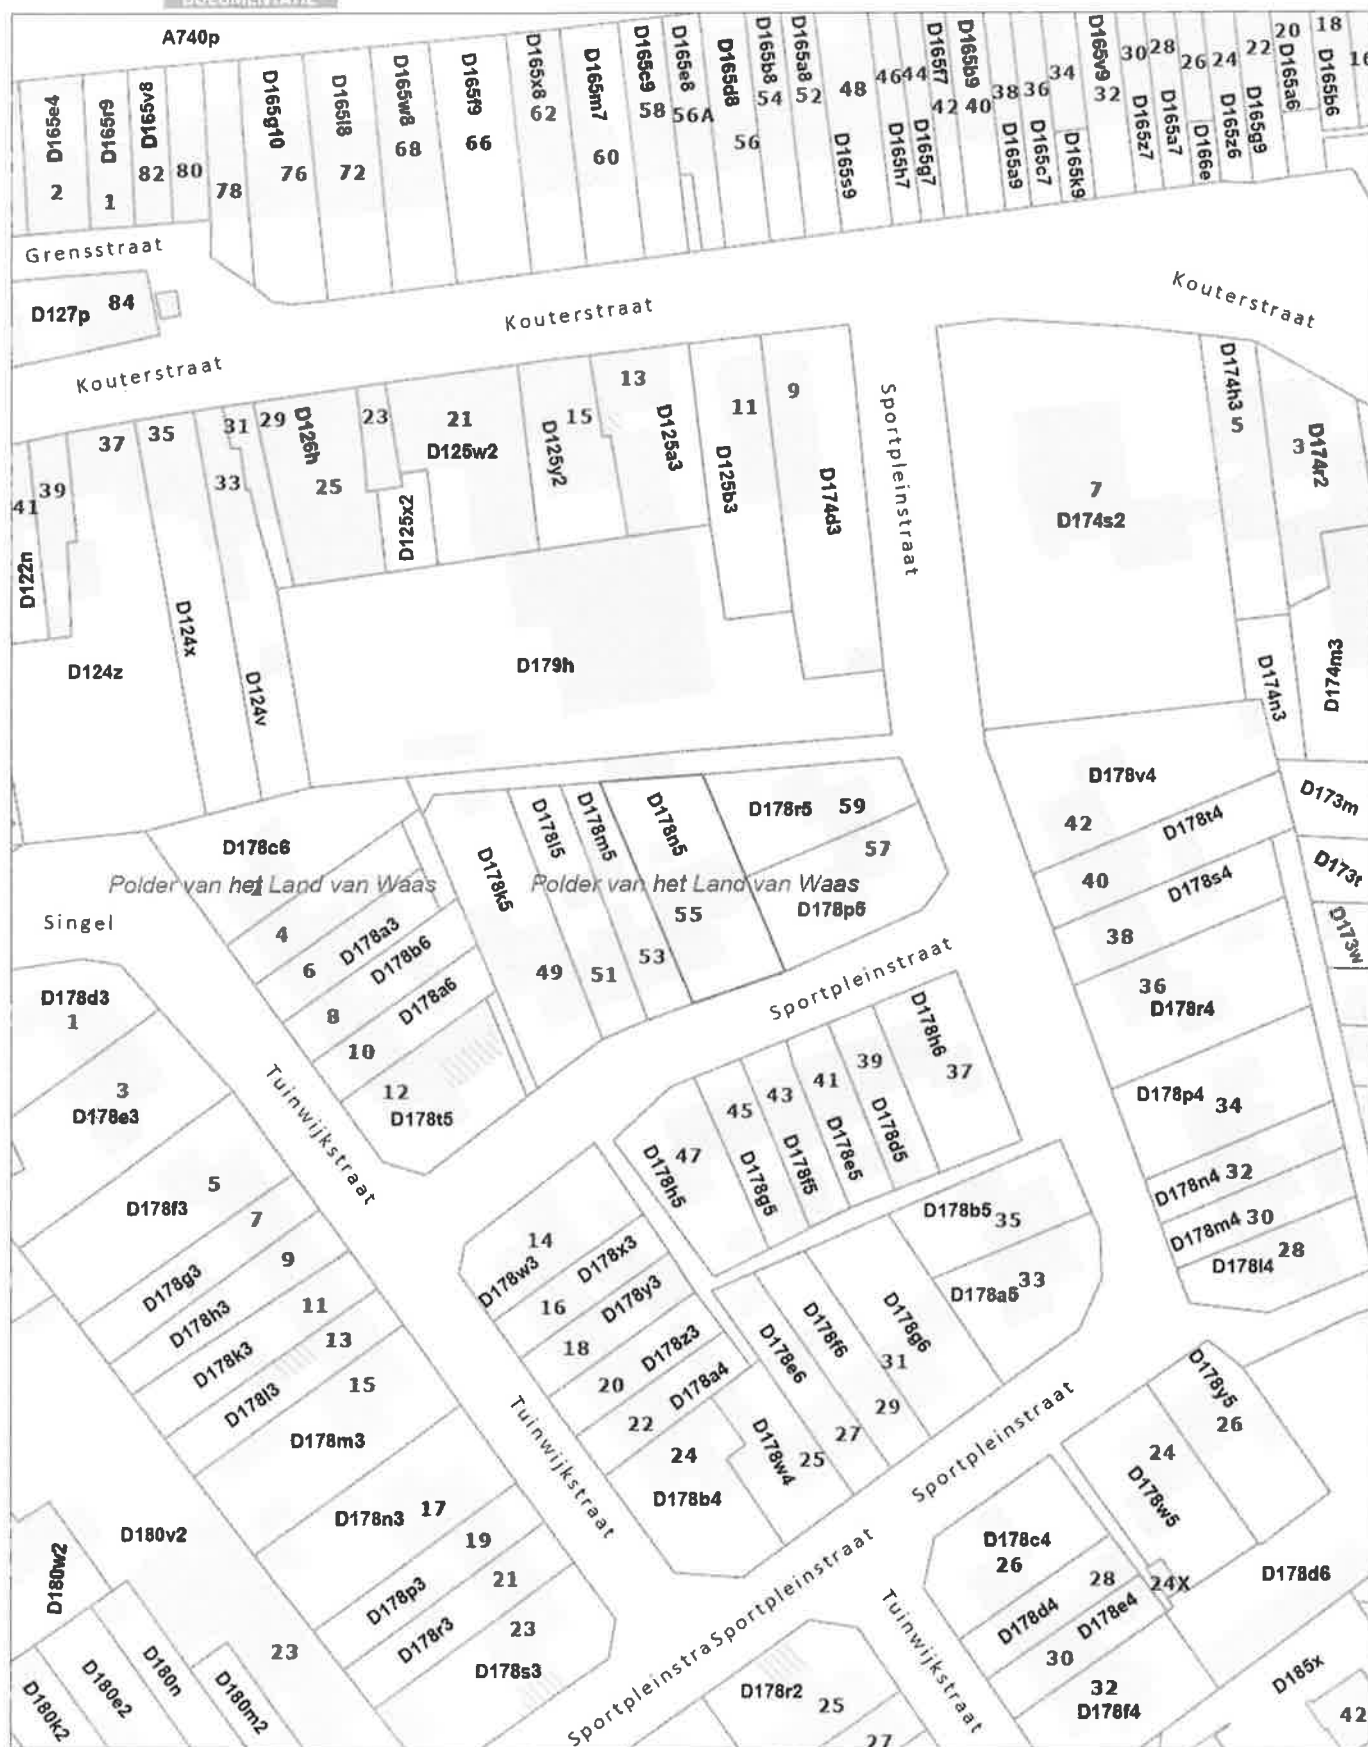 A740p
D165e4
2
D165r9
1
D165v8
82
80
78
D165g10
76
D165l8
72
D165w8
68
D165f9
66
D165x8
62
D165m7
60
D165c9
58
D165e8
56A
D165d8
56
D165b8
54
D165a8
52
48
D165s9
46
D165h7
44
D165g7
D165f7
42
D165b9
40
38
D165a9
36
D165c7
34
D165k9
D165v9
32
30
D165z7
28
D165a7
26
D166e
24
D165z6
22
D165g9
20
D165a6
18
D165b6
16
Grensstraat
D127p 84
Kouterstraat
Kouterstraat
Kouterstraat
41
D122n
39
37
D124z
35
D124x
31
33
D124v
29
D126h
25
23
D125x2
21
D125w2
15
D125y2
13
D125a3
11
D125b3
9
D174d3
Sportpleinstraat
7
D174s2
D174h3
5
3
D174r2
D174n3
D174m3
D179h
D178v4
42
D178t4
40
D178s4
38
36
D178r4
D178p4 34
D178n4 32
D178m4 30
D178l4 28
D173m
D173t
D173w
D178c6
2
Polder van het Land van Waas
Polder van het Land van Waas
4
D178a3
6
D178b6
8
D178a6
10
12
D178t5
D178k5
49
D178l5
51
D178m5
53
D178n5
55
D178r5 59
57
D178p6
Singel
Sportpleinstraat
D178d3
1
3
D178e3
Tuinwijkstraat
5
D178f3
7
D178g3
9
D178h3
11
D178k3
13
D178l3
15
D178m3
D178n3 17
19
D178p3
21
D178r3
23
D178s3
47
D178h5
45
D178g5
43
D178f5
41
D178e5
39
D178d5
D178h6
37
D178b5
35
D178a5 33
14
D178w3
D178x3
16
D178y3
18
D178z3
20
D178a4
22
24
D178b4
D178w4
25
D178e6
27
D178f6
29
D178g6
31
Tuinwijkstraat
Sportpleinstraat
D178y5
26
24
D178w5
D178c4
26
28
D178d4
24X
D178e4
30
32
D178f4
D178d6
D185x
42
D180w2
D180v2
23
D180k2
D180e2
D180n
D180m2
Sportpleinstra
Sportpleinstraat
Tuinwijkstraat
D178r2 25
27